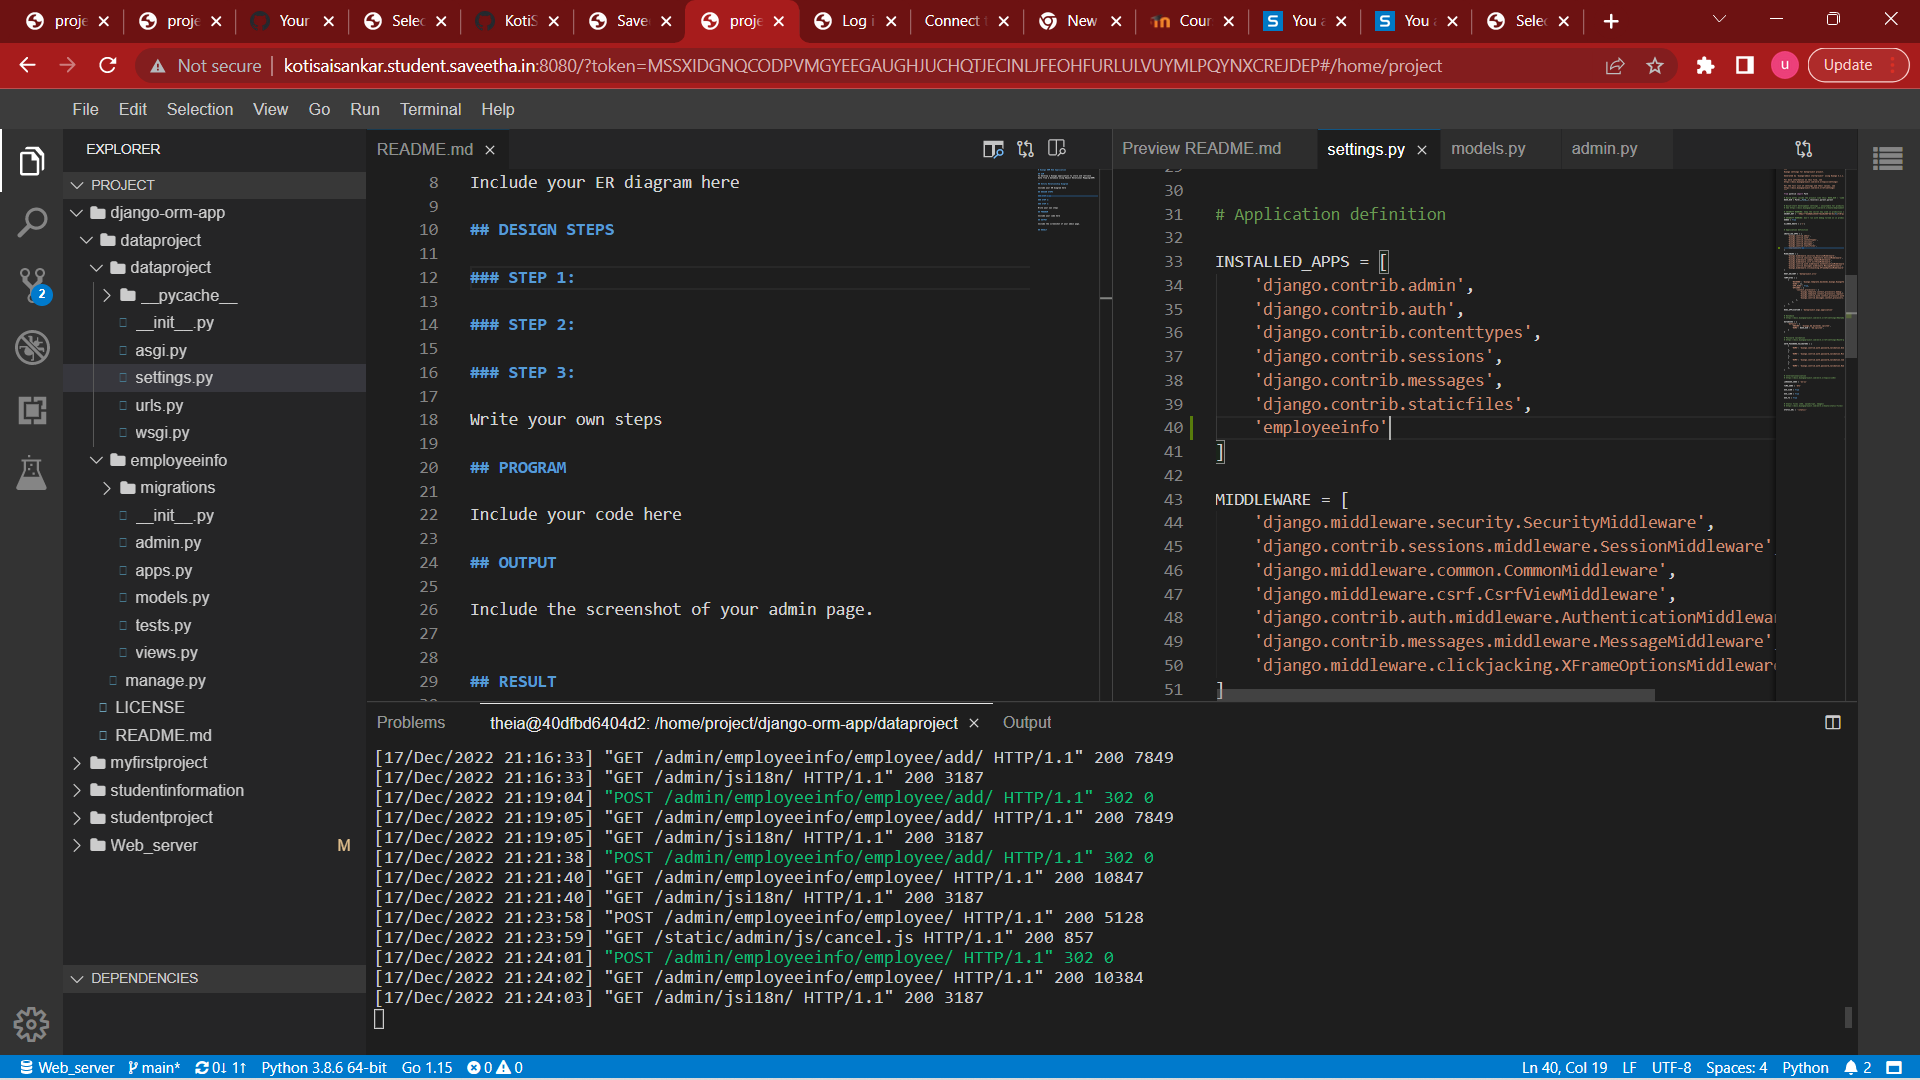 proje
proje
Your
Selec
KotiS
Save
proje
Log i
Connect
New
Cour
You
You
Selec
Not secure
kotisaisankar.student.saveetha.in:8080/?token=MSSXIDGNQCODPVMGYEEGAUGHJUCHQTJECINLJFEOHFURLULVUYMLPQYNXCREJDEP#/home/project
u
Update
File Edit Selection View Go Run Terminal Help
EXPLORER
PROJECT
django-orm-app
dataproject
dataproject
__pycache__
__init__.py
asgi.py
settings.py
urls.py
wsgi.py
employeeinfo
migrations
__init__.py
admin.py
apps.py
models.py
tests.py
views.py
manage.py
LICENSE
README.md
myfirstproject
studentinformation
studentproject
Web_server M
DEPENDENCIES
2
README.md
8 Include your ER diagram here
9
10 ## DESIGN STEPS
11
12 ### STEP 1:
13
14 ### STEP 2:
15
16 ### STEP 3:
17
18 Write your own steps
19
20 ## PROGRAM
21
22 Include your code here
23
24 ## OUTPUT
25
26 Include the screenshot of your admin page.
27
28
29 ## RESULT
Preview README.md settings.py models.py admin.py
30
31 # Application definition
32
33 INSTALLED_APPS = [
34 'django.contrib.admin',
35 'django.contrib.auth',
36 'django.contrib.contenttypes',
37 'django.contrib.sessions',
38 'django.contrib.messages',
39 'django.contrib.staticfiles',
40 'employeeinfo'
41 ]
42
43 MIDDLEWARE = [
44 'django.middleware.security.SecurityMiddleware',
45 'django.contrib.sessions.middleware.SessionMiddleware'
46 'django.middleware.common.CommonMiddleware',
47 'django.middleware.csrf.CsrfViewMiddleware',
48 'django.contrib.auth.middleware.AuthenticationMiddlewar
49 'django.contrib.messages.middleware.MessageMiddleware'
50 'django.middleware.clickjacking.XFrameOptionsMiddleware
51 ]
Problems theia@40dfbd6404d2: /home/project/django-orm-app/dataproject Output
[17/Dec/2022 21:16:33] "GET /admin/employeeinfo/employee/add/ HTTP/1.1" 200 7849
[17/Dec/2022 21:16:33] "GET /admin/jsi18n/ HTTP/1.1" 200 3187
[17/Dec/2022 21:19:04] "POST /admin/employeeinfo/employee/add/ HTTP/1.1" 302 0
[17/Dec/2022 21:19:05] "GET /admin/employeeinfo/employee/add/ HTTP/1.1" 200 7849
[17/Dec/2022 21:19:05] "GET /admin/jsi18n/ HTTP/1.1" 200 3187
[17/Dec/2022 21:21:38] "POST /admin/employeeinfo/employee/add/ HTTP/1.1" 302 0
[17/Dec/2022 21:21:40] "GET /admin/employeeinfo/employee/ HTTP/1.1" 200 10847
[17/Dec/2022 21:21:40] "GET /admin/jsi18n/ HTTP/1.1" 200 3187
[17/Dec/2022 21:23:58] "POST /admin/employeeinfo/employee/ HTTP/1.1" 200 5128
[17/Dec/2022 21:23:59] "GET /static/admin/js/cancel.js HTTP/1.1" 200 857
[17/Dec/2022 21:24:01] "POST /admin/employeeinfo/employee/ HTTP/1.1" 302 0
[17/Dec/2022 21:24:02] "GET /admin/employeeinfo/employee/ HTTP/1.1" 200 10384
[17/Dec/2022 21:24:03] "GET /admin/jsi18n/ HTTP/1.1" 200 3187
Web_server main* 0↓ 1↑ Python 3.8.6 64-bit Go 1.15 0 0 Ln 40, Col 19 LF UTF-8 Spaces: 4 Python 2